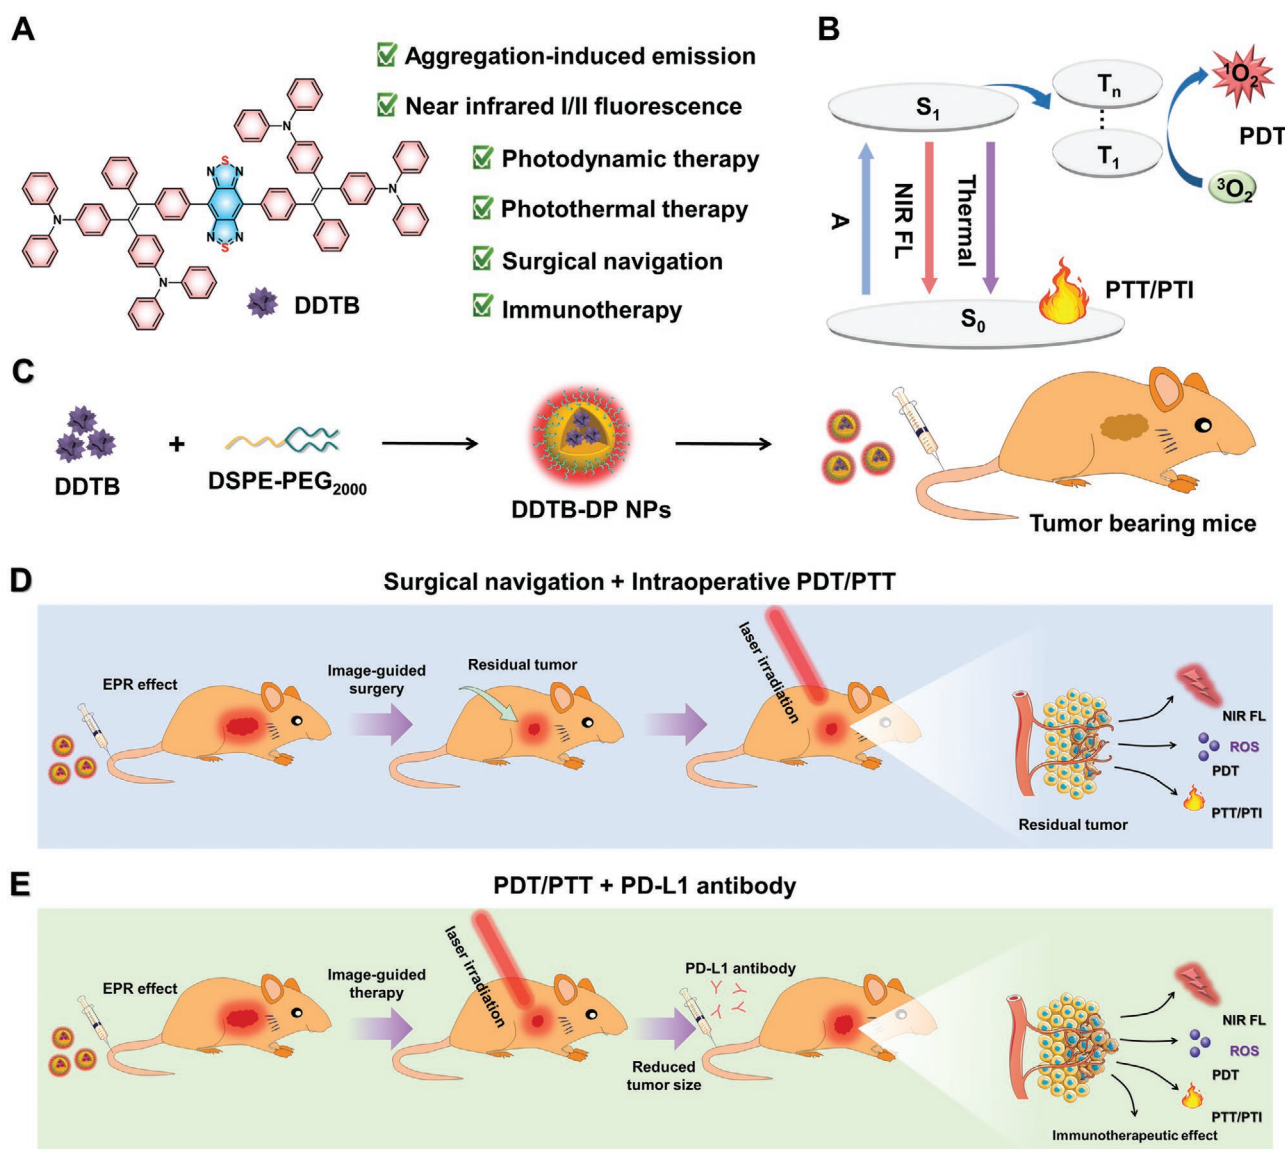 A
Aggregation-induced emission
Near infrared I/II fluorescence
Photodynamic therapy
Photothermal therapy
Surgical navigation
Immunotherapy
N
N
N
N
S
N
N
N
N
S
DDTB
B
S₁
Tₙ
T₁
¹O₂
PDT
³O₂
A
NIR FL
Thermal
S₀
PTT/PTI
C
DDTB
+
DSPE-PEG₂₀₀₀
DDTB-DP NPs
Tumor bearing mice
D
Surgical navigation + Intraoperative PDT/PTT
EPR effect
Image-guided
surgery
Residual tumor
laser irradiation
Residual tumor
NIR FL
ROS
PDT
PTT/PTI
E
PDT/PTT + PD-L1 antibody
EPR effect
Image-guided
therapy
laser irradiation
Reduced
tumor size
PD-L1 antibody
NIR FL
ROS
PDT
PTT/PTI
Immunotherapeutic effect